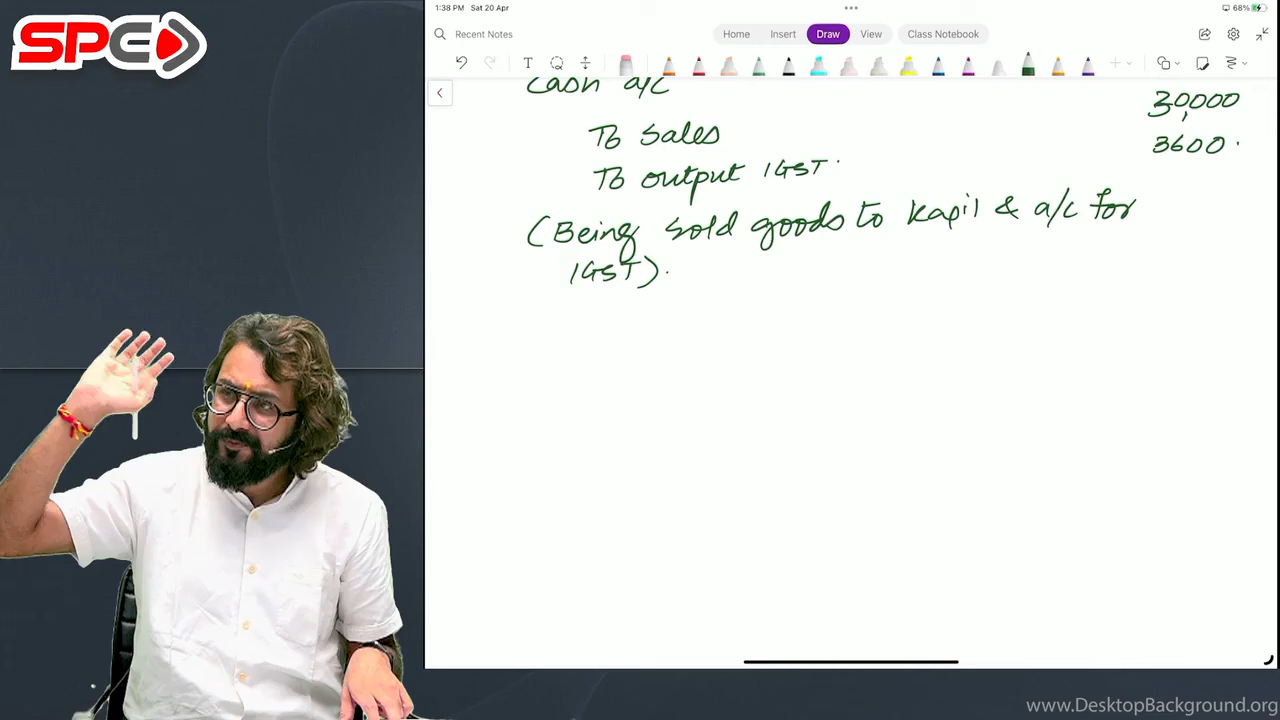 SPC
1:38 PM Sat 20 Apr
68%
Recent Notes
Home Insert Draw View Class Notebook
T
Cash a/c
30,000
To Sales
3600.
To output IGST.
(Being sold goods to Kapil & a/c for
IGST).
www.DesktopBackground.org